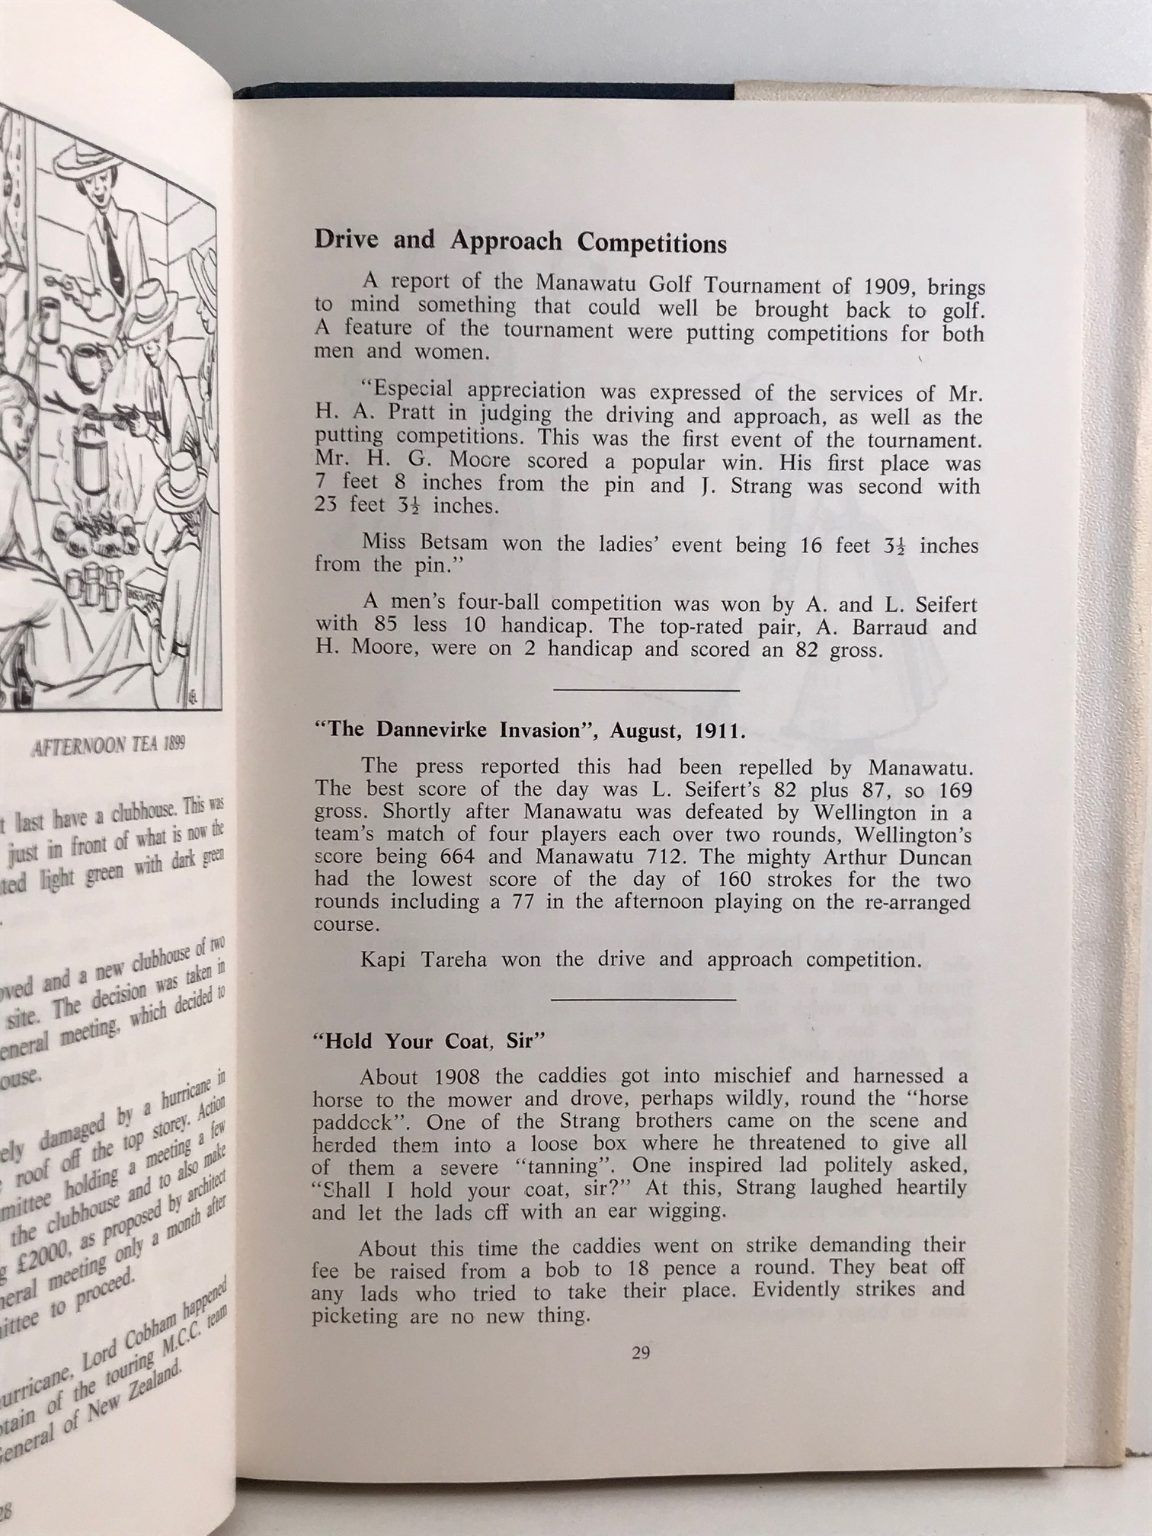 AFTERNOON TEA 1899
t last have a clubhouse. This was
just in front of what is now the
ted light green with dark green
oved and a new clubhouse of two
site. The decision was taken in
eneral meeting, which decided to
ouse.
ely damaged by a hurricane in
roof off the top storey. Action
mittee holding a meeting a few
the clubhouse and to also make
g £2000, as proposed by architect
neral meeting only a month after
ittee to proceed.
urricane, Lord Cobham happened
ptain of the touring M.C.C. team
General of New Zealand.
28
Drive and Approach Competitions
A report of the Manawatu Golf Tournament of 1909, brings
to mind something that could well be brought back to golf.
A feature of the tournament were putting competitions for both
men and women.
“Especial appreciation was expressed of the services of Mr.
H. A. Pratt in judging the driving and approach, as well as the
putting competitions. This was the first event of the tournament.
Mr. H. G. Moore scored a popular win. His first place was
7 feet 8 inches from the pin and J. Strang was second with
23 feet 3½ inches.
Miss Betsam won the ladies’ event being 16 feet 3½ inches
from the pin.”
A men’s four-ball competition was won by A. and L. Seifert
with 85 less 10 handicap. The top-rated pair, A. Barraud and
H. Moore, were on 2 handicap and scored an 82 gross.
“The Dannevirke Invasion”, August, 1911.
The press reported this had been repelled by Manawatu.
The best score of the day was L. Seifert’s 82 plus 87, so 169
gross. Shortly after Manawatu was defeated by Wellington in a
team’s match of four players each over two rounds, Wellington’s
score being 664 and Manawatu 712. The mighty Arthur Duncan
had the lowest score of the day of 160 strokes for the two
rounds including a 77 in the afternoon playing on the re-arranged
course.
Kapi Tareha won the drive and approach competition.
“Hold Your Coat, Sir”
About 1908 the caddies got into mischief and harnessed a
horse to the mower and drove, perhaps wildly, round the “horse
paddock”. One of the Strang brothers came on the scene and
herded them into a loose box where he threatened to give all
of them a severe “tanning”. One inspired lad politely asked,
“Shall I hold your coat, sir?” At this, Strang laughed heartily
and let the lads off with an ear wigging.
About this time the caddies went on strike demanding their
fee be raised from a bob to 18 pence a round. They beat off
any lads who tried to take their place. Evidently strikes and
picketing are no new thing.
29